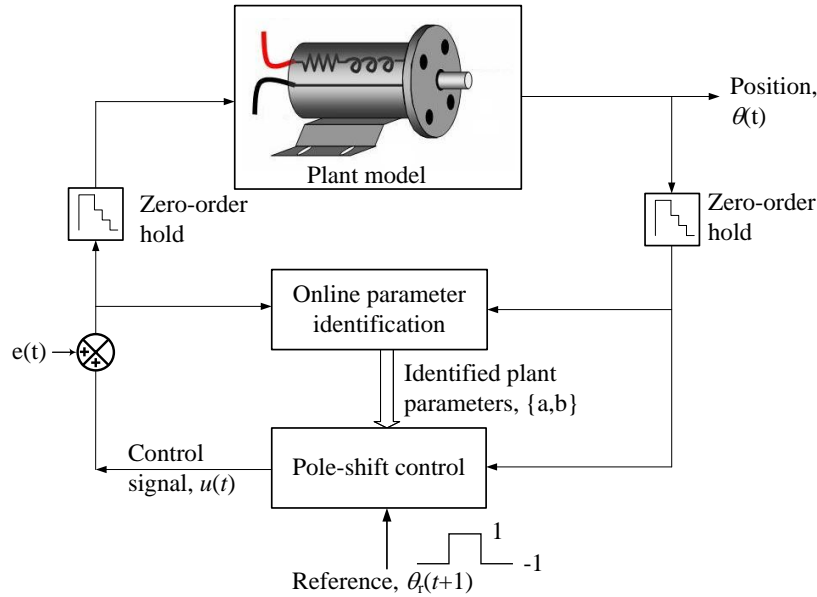 Plant model
Position,
θ(t)
Zero-order
hold
Zero-order
hold
Online parameter
identification
e(t)
+
+
Identified plant
parameters, {a,b}
Control
signal, u(t)
Pole-shift control
1
-1
Reference, θr(t+1)